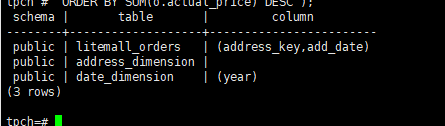 tpch #  ORDER BY SUM(o.actual_price) DESC );
schema | table | column
--------+-------------------+------------------------
public | litemall_orders | (address_key,add_date)
public | address_dimension |
public | date_dimension | (year)
(3 rows)
tpch=#